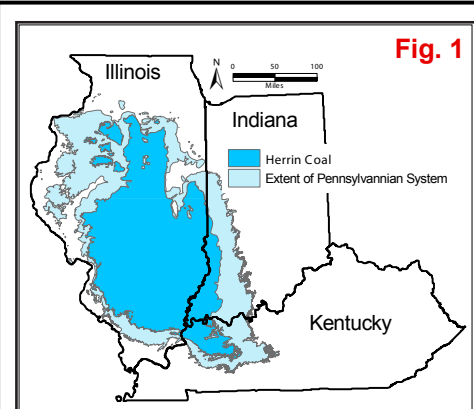 Fig. 1
Illinois
N
0 50 100
Miles
Indiana
Herrin Coal
Extent of Pennsylvannian System
Kentucky